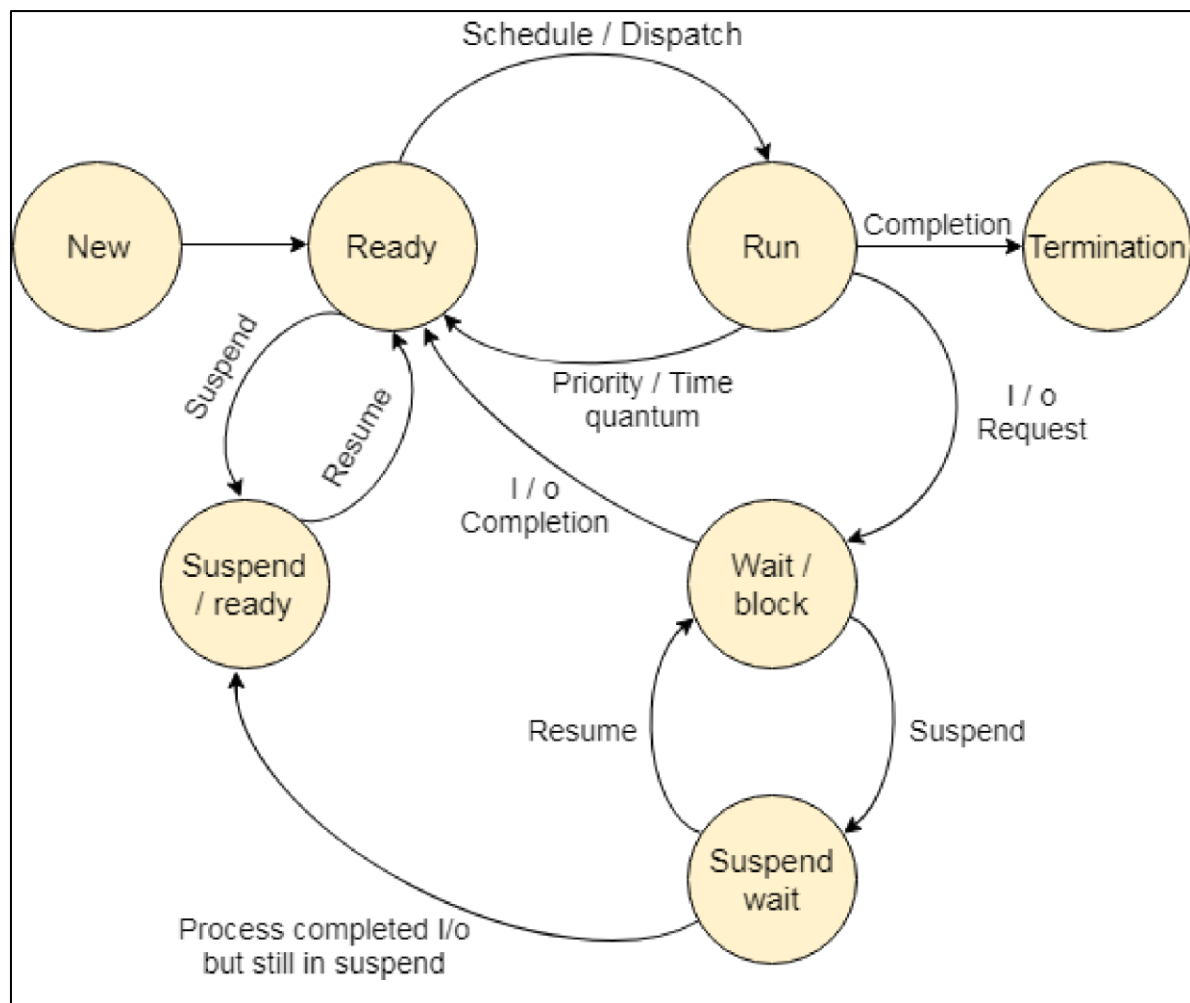 Schedule / Dispatch
New
Ready
Run
Completion
Termination
Suspend
Resume
Priority / Time
quantum
I / o
Request
I / o
Completion
Suspend
/ ready
Wait /
block
Resume
Suspend
Suspend
wait
Process completed I/o
but still in suspend